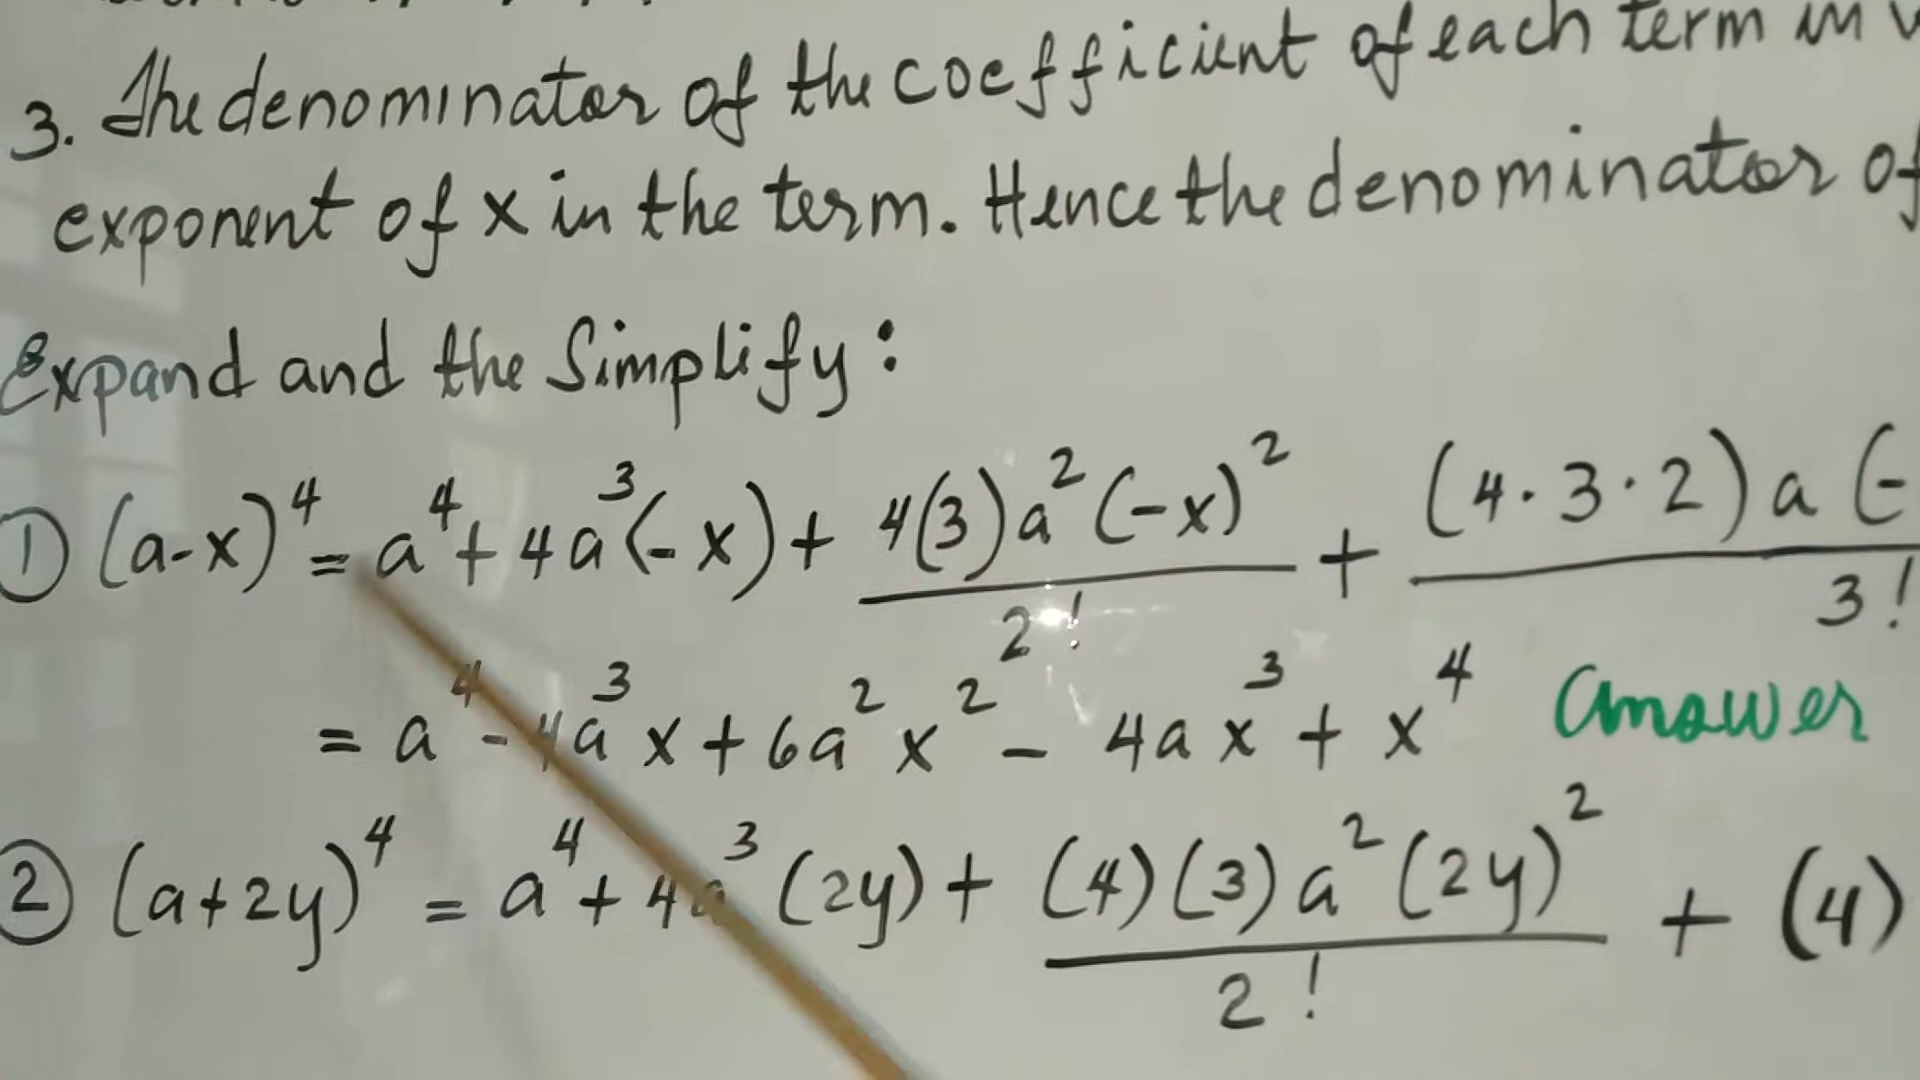 3. The denominator of the coefficient of each term in
exponent of x in the term. Hence the denominator of
Expand and the Simplify:
① (a-x)⁴ = a⁴ + 4a³(-x) + 4(3)a²(-x)²/2! + (4·3·2)a(-/3!
= a⁴ - 4a³x + 6a²x² - 4ax³ + x⁴ answer
② (a+2y)⁴ = a⁴ + 4a³(2y) + (4)(3)a²(2y)²/2! + (4)